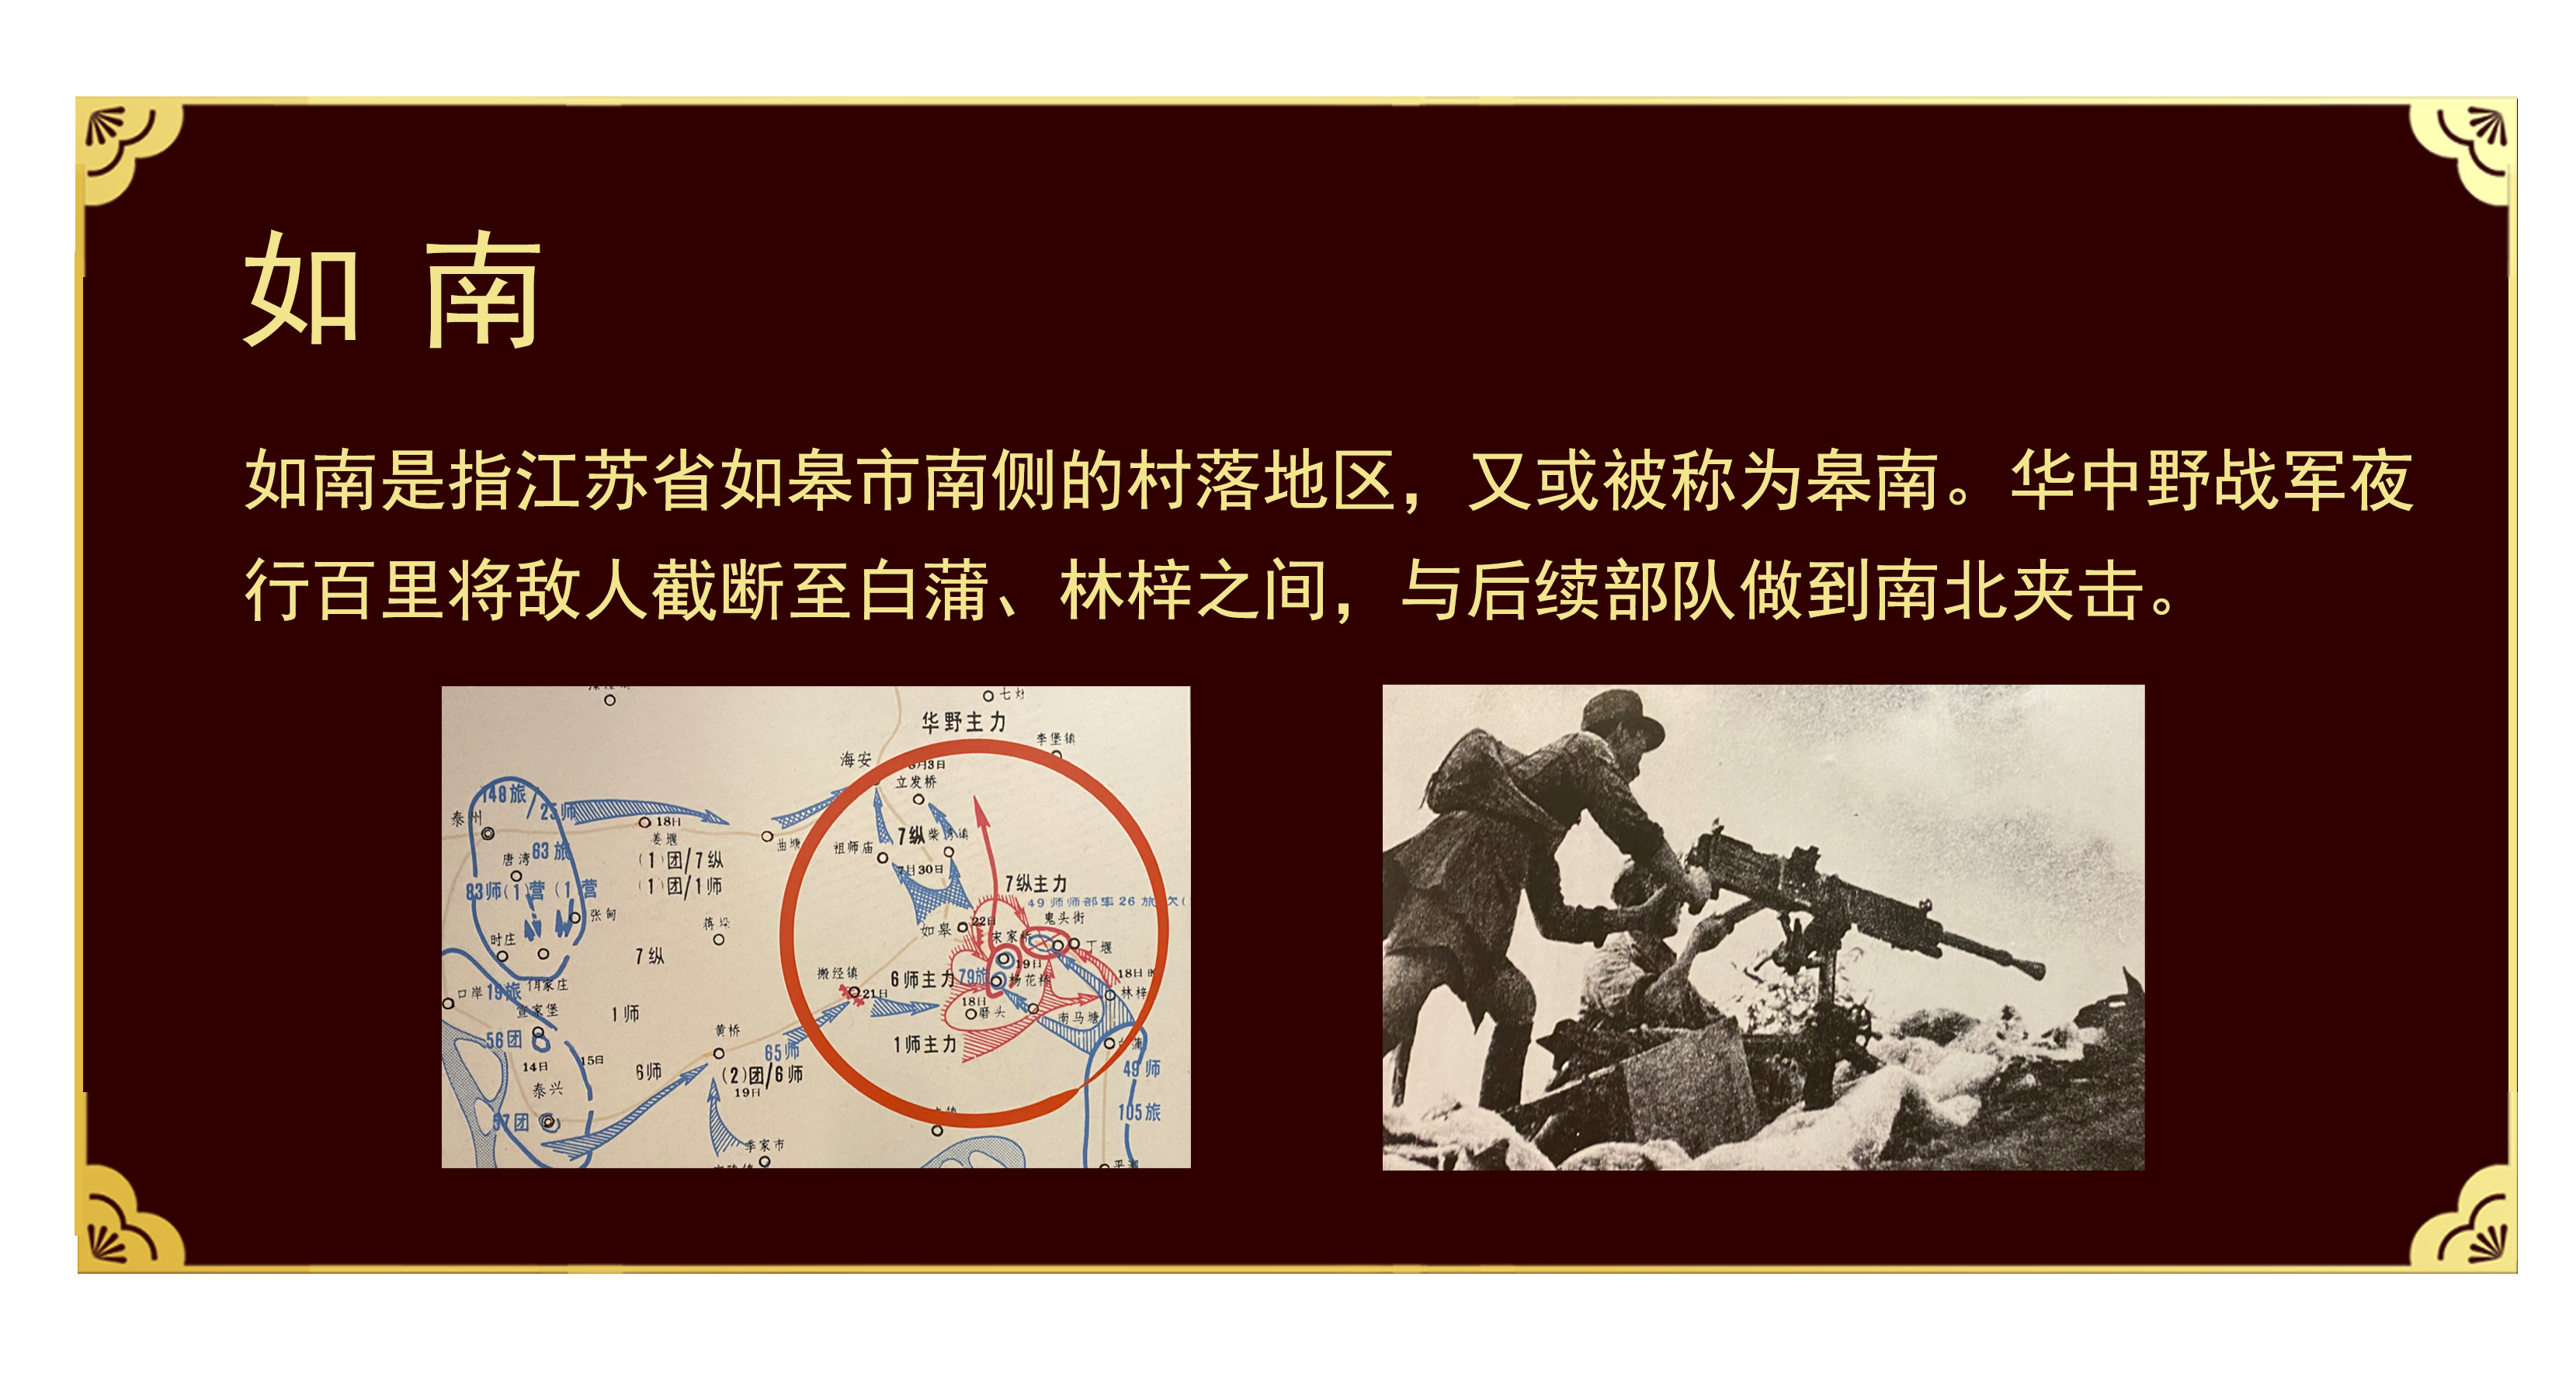 如南
如南是指江苏省如皋市南侧的村落地区，又或被称为皋南。华中野战军夜
行百里将敌人截断至白蒲、林梓之间，与后续部队做到南北夹击。
七灶
华野主力
李堡镇
海安
月3日
立发桥
148旅/25师
泰州
18日
姜堰
曲塘
祖师庙
7纵
唐湾
63旅
(1)团/7纵
(1)团/1师
7月30日
7纵主力
83师(1)营(1)营
49师师部率26旅
鬼头街
张甸
蒋垛
如皋
22日
宋家桥
丁堰
时庄
7纵
19日
18日
搬经镇
21日
6师主力
79旅
杨花桥
林梓
口岸
19旅
佴家庄
宣家堡
18日
磨头
南马塘
1师
黄桥
1师主力
白蒲
56团
65师
14日
15日
6师
(2)团/6师
19日
49师
泰兴
105旅
57团
季家市
平潮